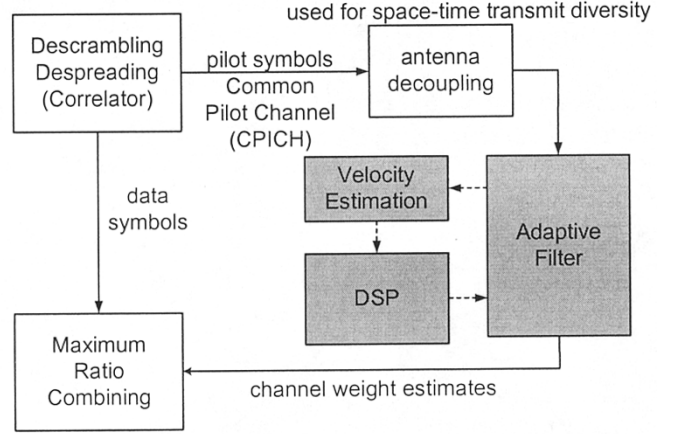 used for space-time transmit diversity
Descrambling
Despreading
(Correlator)
pilot symbols
Common
Pilot Channel
(CPICH)
antenna
decoupling
Velocity
Estimation
Adaptive
Filter
data
symbols
DSP
Maximum
Ratio
Combining
channel weight estimates